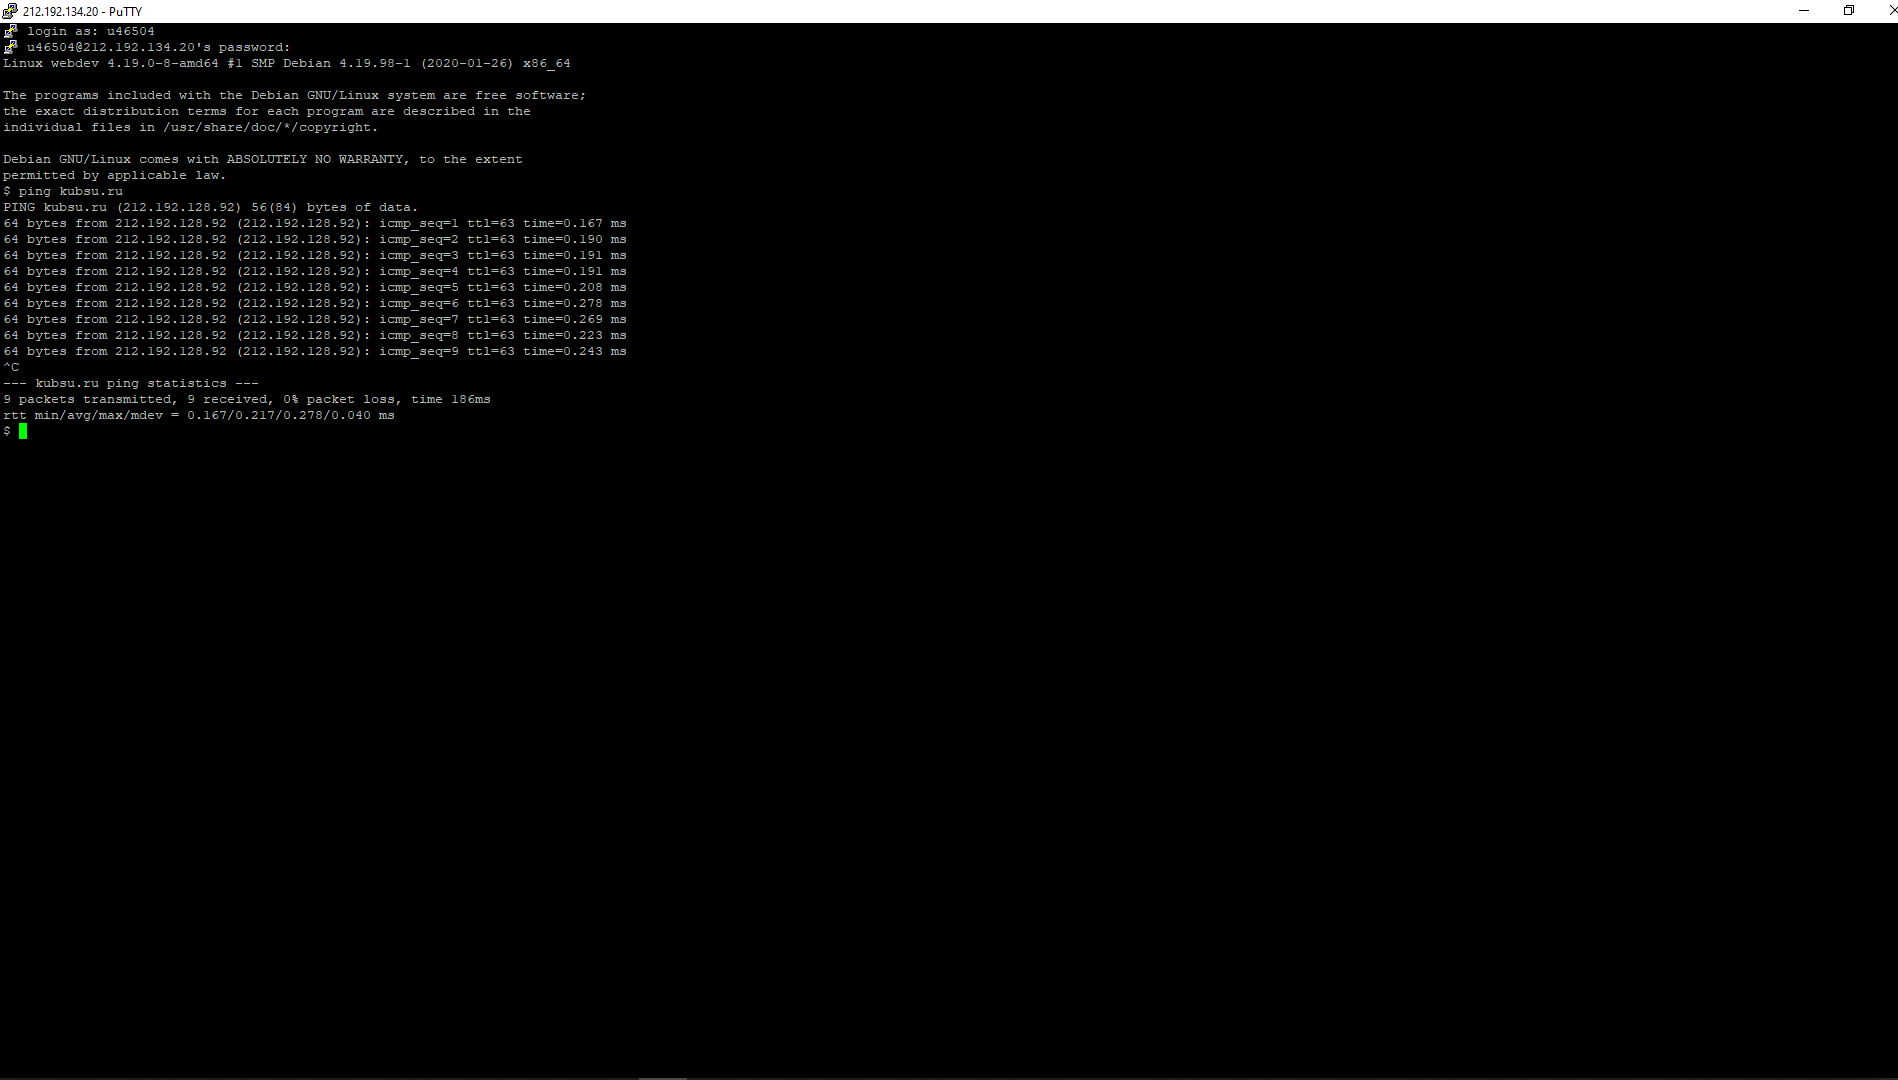 212.192.134.20 - PuTTY
login as: u46504
u46504@212.192.134.20's password:
Linux webdev 4.19.0-8-amd64 #1 SMP Debian 4.19.98-1 (2020-01-26) x86_64
The programs included with the Debian GNU/Linux system are free software;
the exact distribution terms for each program are described in the
individual files in /usr/share/doc/*/copyright.
Debian GNU/Linux comes with ABSOLUTELY NO WARRANTY, to the extent
permitted by applicable law.
$ ping kubsu.ru
PING kubsu.ru (212.192.128.92) 56(84) bytes of data.
64 bytes from 212.192.128.92 (212.192.128.92): icmp_seq=1 ttl=63 time=0.167 ms
64 bytes from 212.192.128.92 (212.192.128.92): icmp_seq=2 ttl=63 time=0.190 ms
64 bytes from 212.192.128.92 (212.192.128.92): icmp_seq=3 ttl=63 time=0.191 ms
64 bytes from 212.192.128.92 (212.192.128.92): icmp_seq=4 ttl=63 time=0.191 ms
64 bytes from 212.192.128.92 (212.192.128.92): icmp_seq=5 ttl=63 time=0.208 ms
64 bytes from 212.192.128.92 (212.192.128.92): icmp_seq=6 ttl=63 time=0.278 ms
64 bytes from 212.192.128.92 (212.192.128.92): icmp_seq=7 ttl=63 time=0.269 ms
64 bytes from 212.192.128.92 (212.192.128.92): icmp_seq=8 ttl=63 time=0.223 ms
64 bytes from 212.192.128.92 (212.192.128.92): icmp_seq=9 ttl=63 time=0.243 ms
^C
--- kubsu.ru ping statistics ---
9 packets transmitted, 9 received, 0% packet loss, time 186ms
rtt min/avg/max/mdev = 0.167/0.217/0.278/0.040 ms
$